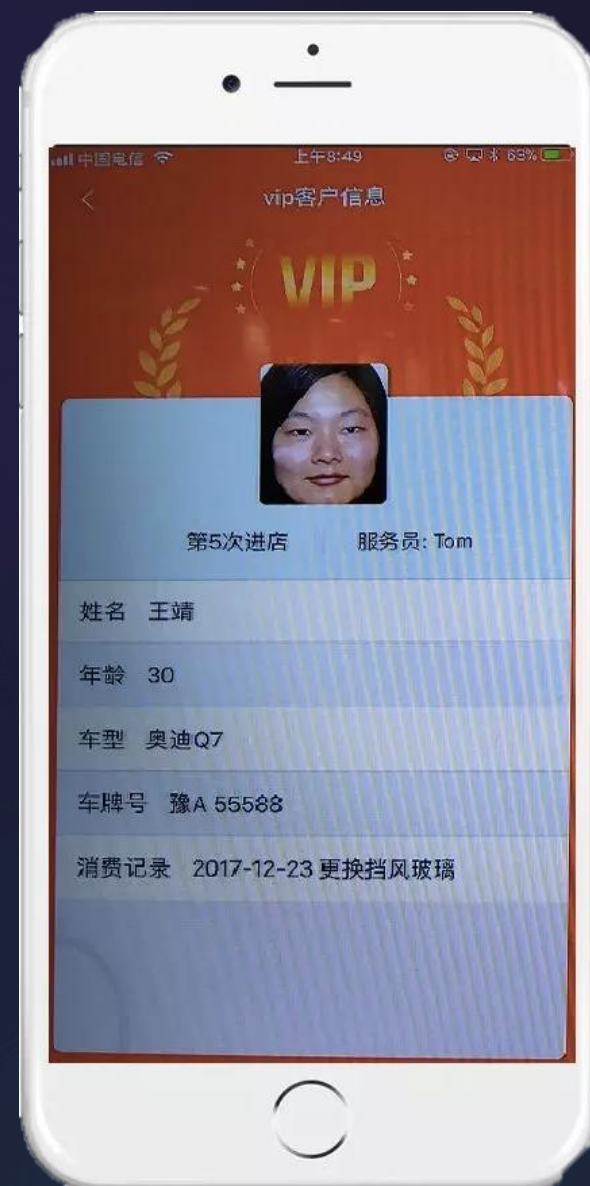 中国电信 上午8:49 63%
vip客户信息
VIP
第5次进店 服务员: Tom
姓名 王靖
年龄 30
车型 奥迪Q7
车牌号 豫A 55588
消费记录 2017-12-23 更换挡风玻璃